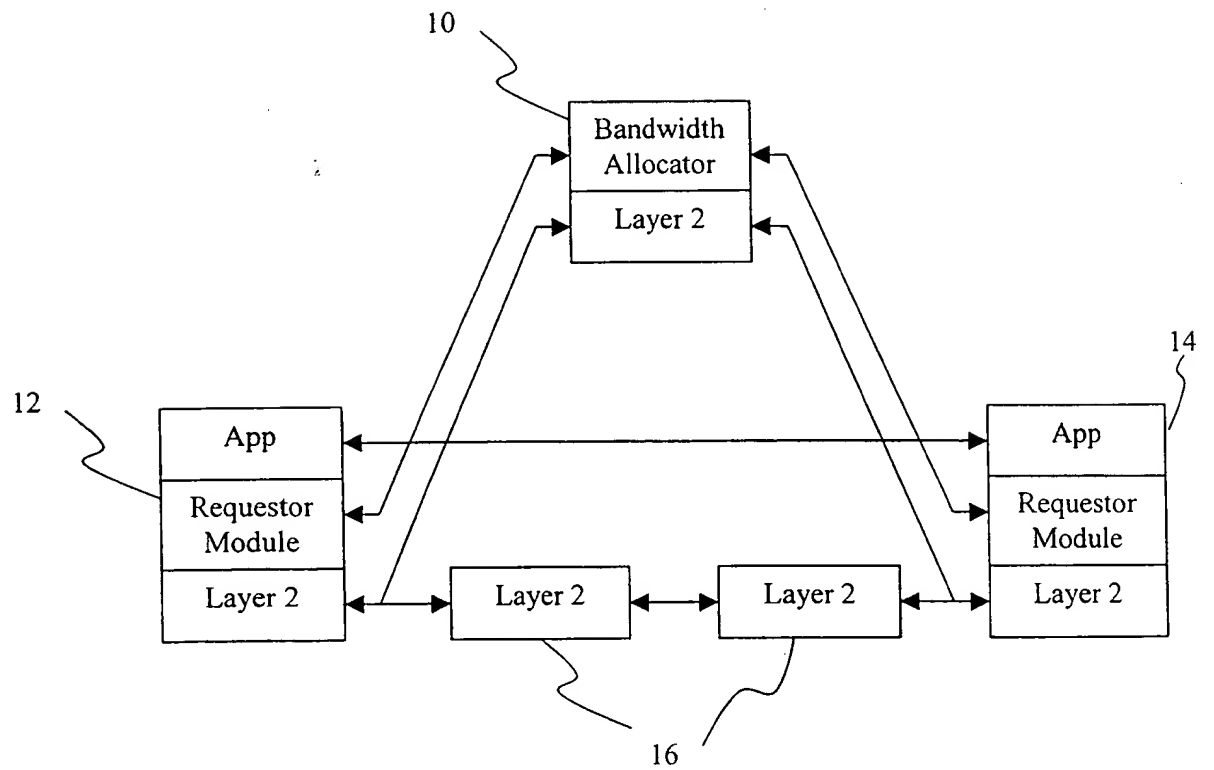 10
Bandwidth
Allocator
Layer 2
14
12
App
App
Requestor
Module
Requestor
Module
Layer 2
Layer 2
Layer 2
Layer 2
16